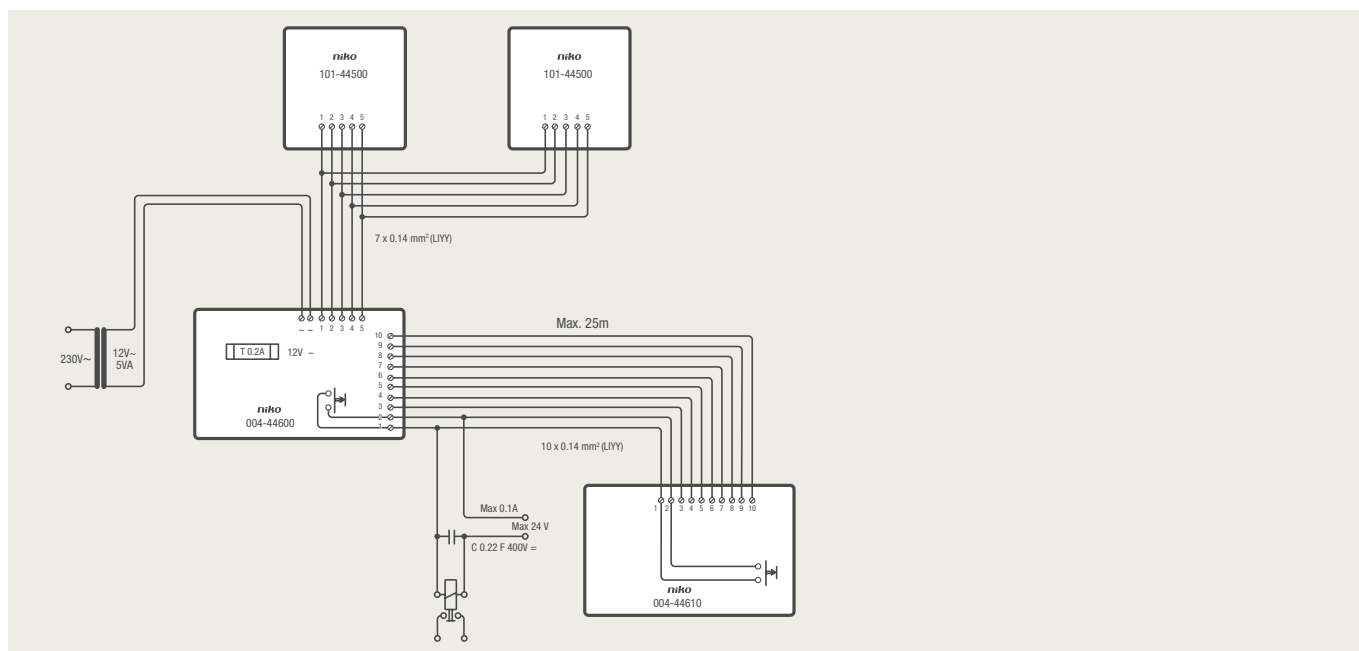 niko
101-44500
1 2 3 4 5
niko
101-44500
1 2 3 4 5
7 x 0.14 mm² (LIYY)
230V~
12V~
5VA
~ ~ 1 2 3 4 5
T 0.2A
12V ~
niko
004-44600
10
9
8
7
6
5
4
3
2
1
Max. 25m
10 x 0.14 mm² (LIYY)
Max 0.1A
Max 24 V
C 0.22 F 400V =
1 2 3 4 5 6 7 8 9 10
niko
004-44610